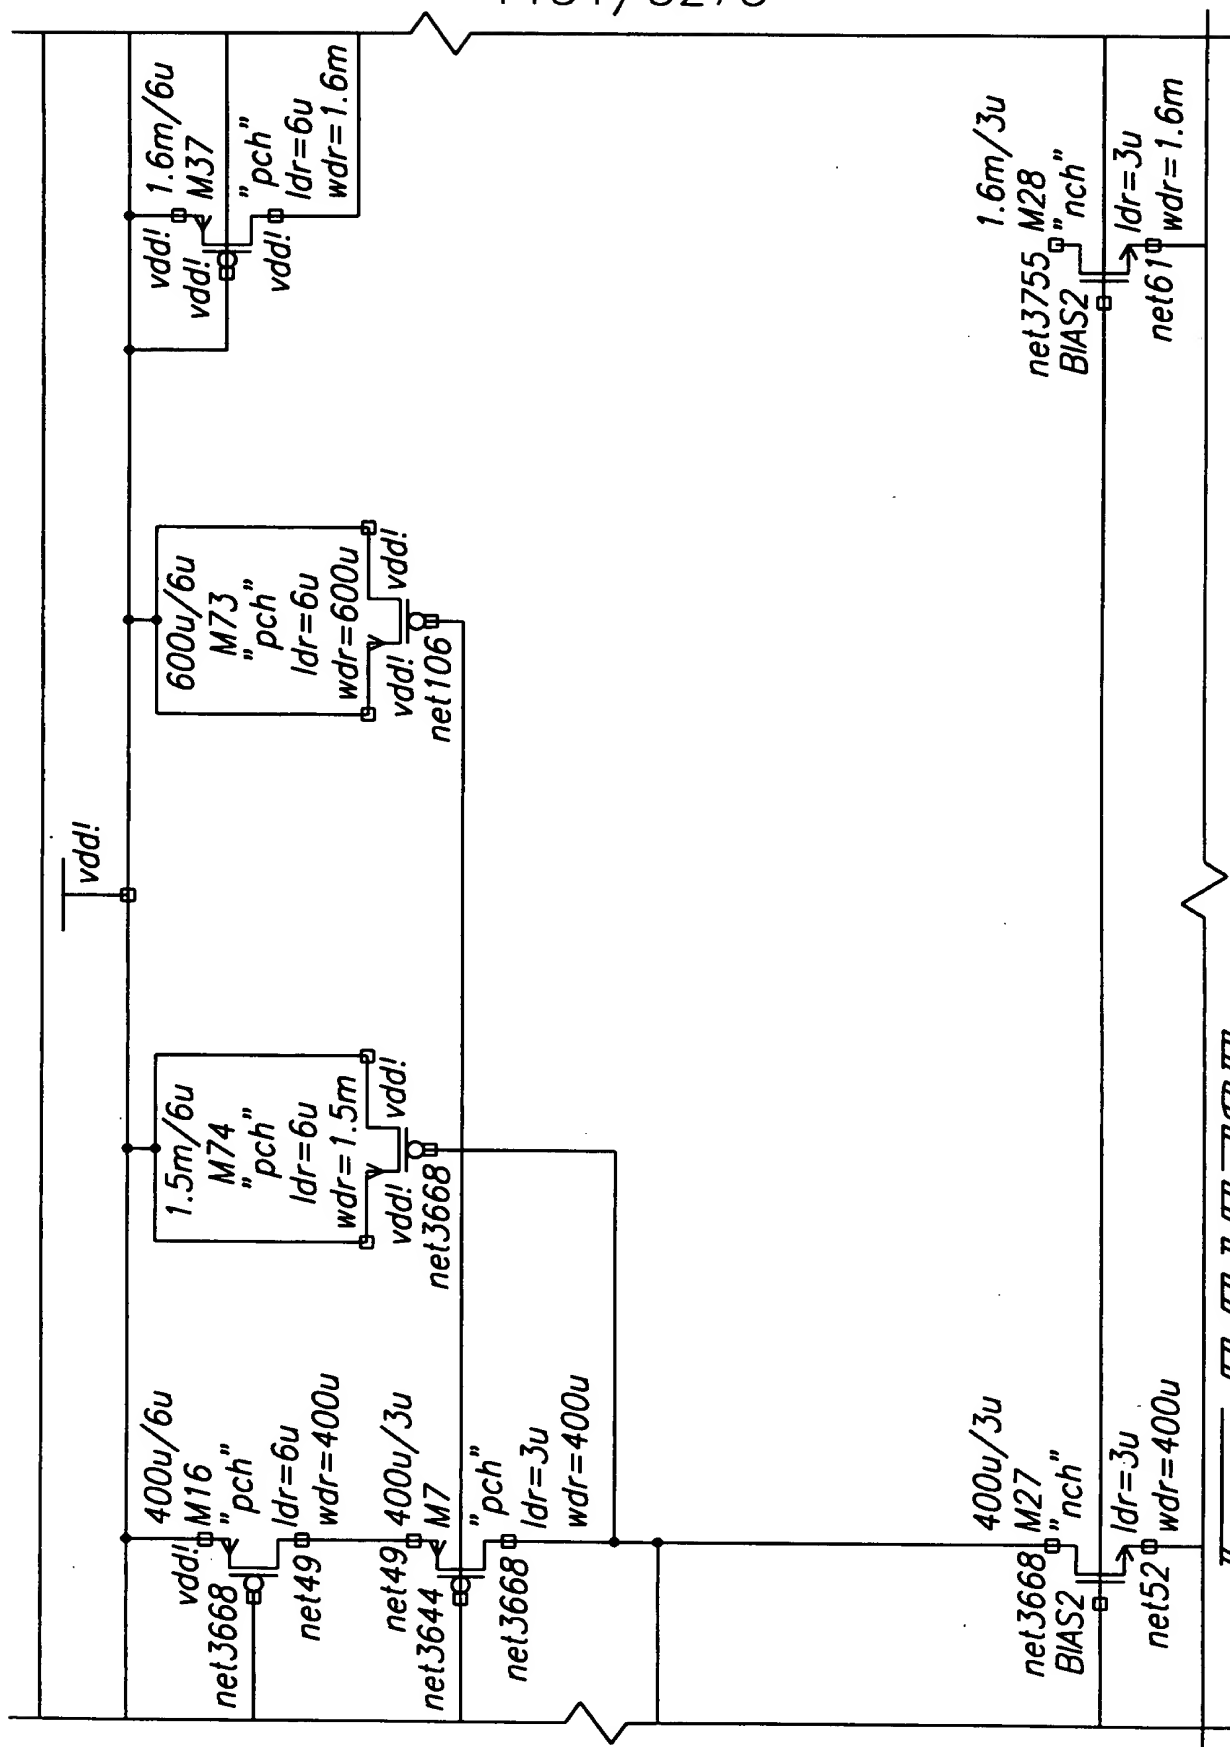 vdd!
400u/6u
M16
"pch"
ldr=6u
wdr=400u
vdd!
net3668
net49
400u/3u
M7
"pch"
ldr=3u
wdr=400u
net49
net3644
net3668
1.5m/6u
M74
"pch"
ldr=6u
wdr=1.5m
vdd!
vdd!
net3668
600u/6u
M73
"pch"
ldr=6u
wdr=600u
vdd!
vdd!
net106
1.6m/6u
M37
"pch"
ldr=6u
wdr=1.6m
vdd!
vdd!
vdd!
400u/3u
M27
"nch"
ldr=3u
wdr=400u
net3668
BIAS2
net52
1.6m/3u
M28
"nch"
ldr=3u
wdr=1.6m
net3755
BIAS2
net61